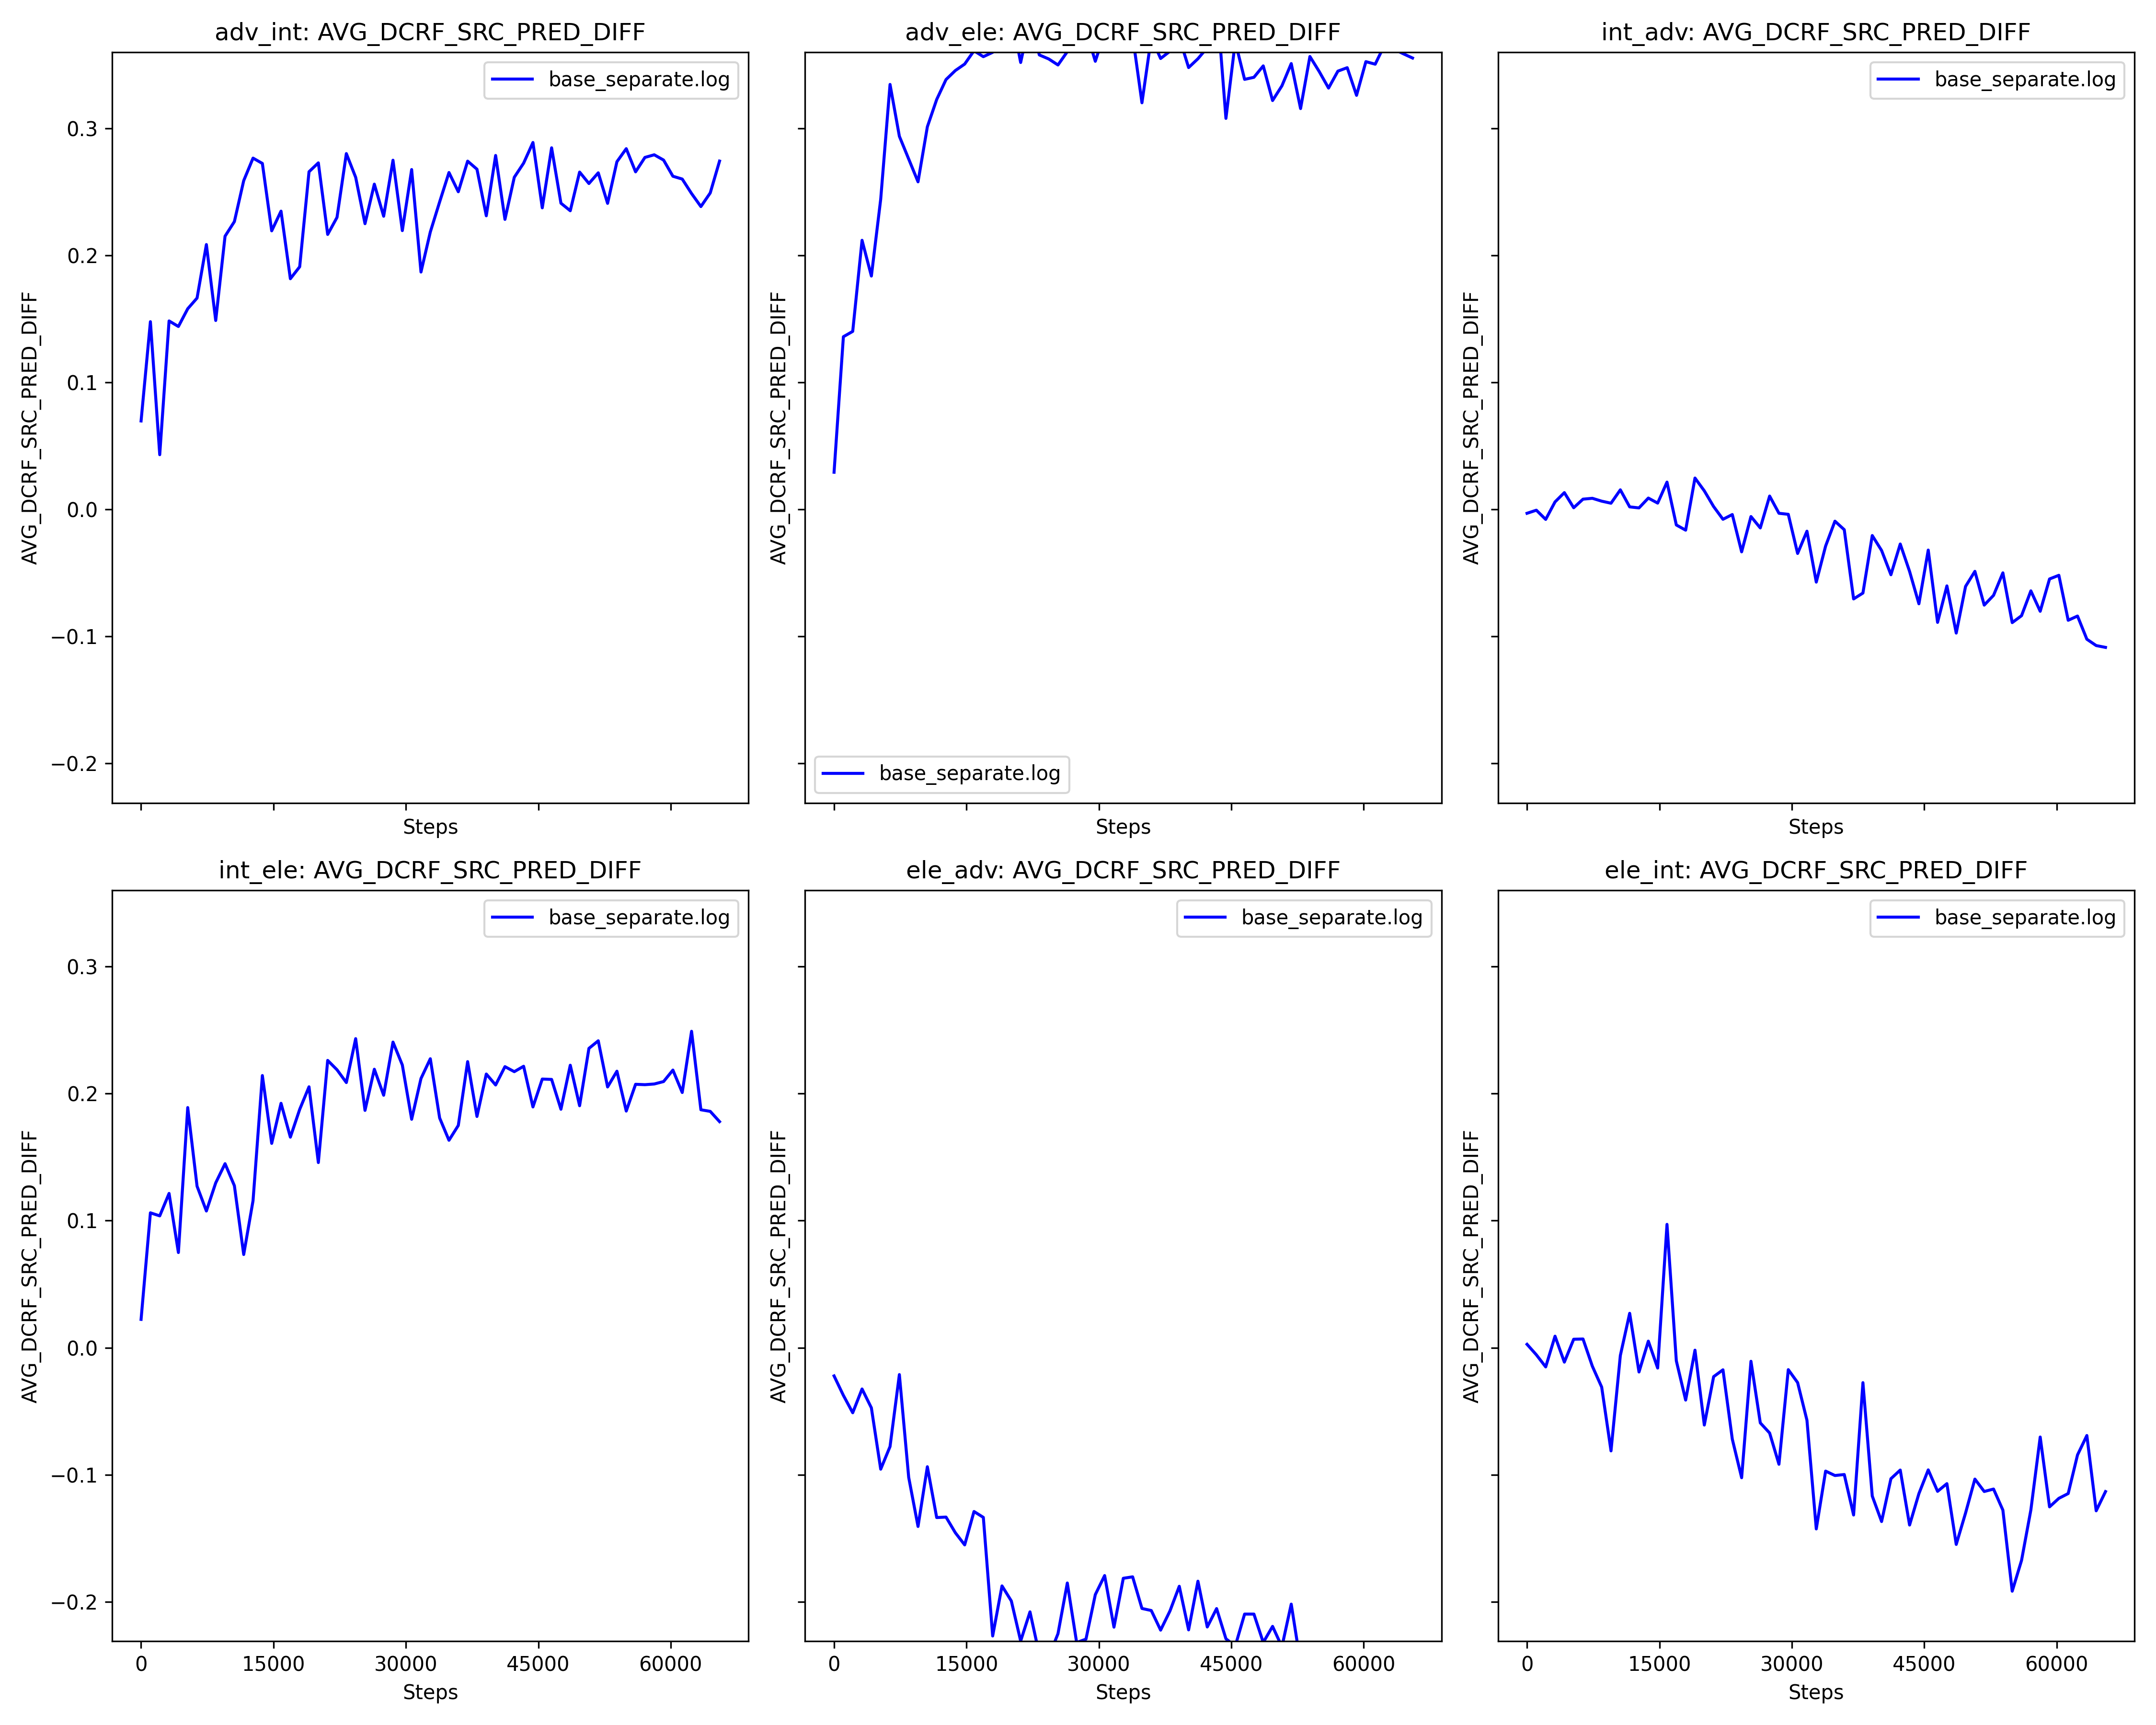 adv_int: AVG_DCRF_SRC_PRED_DIFF
base_separate.log
AVG_DCRF_SRC_PRED_DIFF
0.3
0.2
0.1
0.0
−0.1
−0.2
Steps
adv_ele: AVG_DCRF_SRC_PRED_DIFF
AVG_DCRF_SRC_PRED_DIFF
base_separate.log
Steps
int_adv: AVG_DCRF_SRC_PRED_DIFF
base_separate.log
AVG_DCRF_SRC_PRED_DIFF
Steps
int_ele: AVG_DCRF_SRC_PRED_DIFF
base_separate.log
AVG_DCRF_SRC_PRED_DIFF
0.3
0.2
0.1
0.0
−0.1
−0.2
0 15000 30000 45000 60000
Steps
ele_adv: AVG_DCRF_SRC_PRED_DIFF
base_separate.log
AVG_DCRF_SRC_PRED_DIFF
0 15000 30000 45000 60000
Steps
ele_int: AVG_DCRF_SRC_PRED_DIFF
base_separate.log
AVG_DCRF_SRC_PRED_DIFF
0 15000 30000 45000 60000
Steps